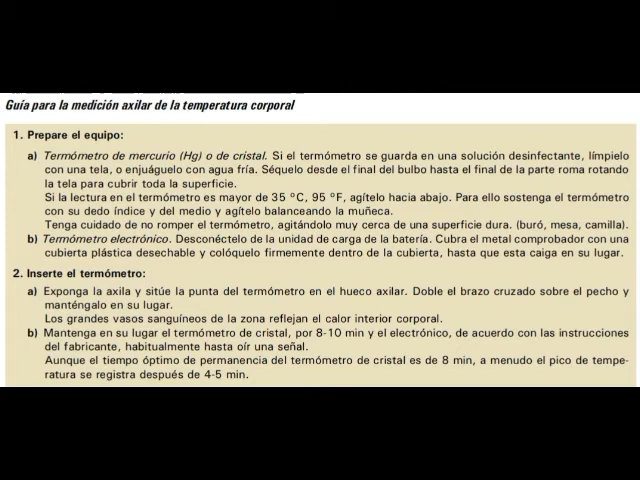 Guía para la medición axilar de la temperatura corporal
1. Prepare el equipo:
a) Termómetro de mercurio (Hg) o de cristal. Si el termómetro se guarda en una solución desinfectante, límpielo
con una tela, o enjuáguelo con agua fría. Séquelo desde el final del bulbo hasta el final de la parte roma rotando
la tela para cubrir toda la superficie.
Si la lectura en el termómetro es mayor de 35 °C, 95 °F, agítelo hacia abajo. Para ello sostenga el termómetro
con su dedo índice y del medio y agítelo balanceando la muñeca.
Tenga cuidado de no romper el termómetro, agitándolo muy cerca de una superficie dura. (buró, mesa, camilla).
b) Termómetro electrónico. Desconéctelo de la unidad de carga de la batería. Cubra el metal comprobador con una
cubierta plástica desechable y colóquelo firmemente dentro de la cubierta, hasta que esta caiga en su lugar.
2. Inserte el termómetro:
a) Exponga la axila y sitúe la punta del termómetro en el hueco axilar. Doble el brazo cruzado sobre el pecho y
manténgalo en su lugar.
Los grandes vasos sanguíneos de la zona reflejan el calor interior corporal.
b) Mantenga en su lugar el termómetro de cristal, por 8-10 min y el electrónico, de acuerdo con las instrucciones
del fabricante, habitualmente hasta oír una señal.
Aunque el tiempo óptimo de permanencia del termómetro de cristal es de 8 min, a menudo el pico de tempe-
ratura se registra después de 4-5 min.